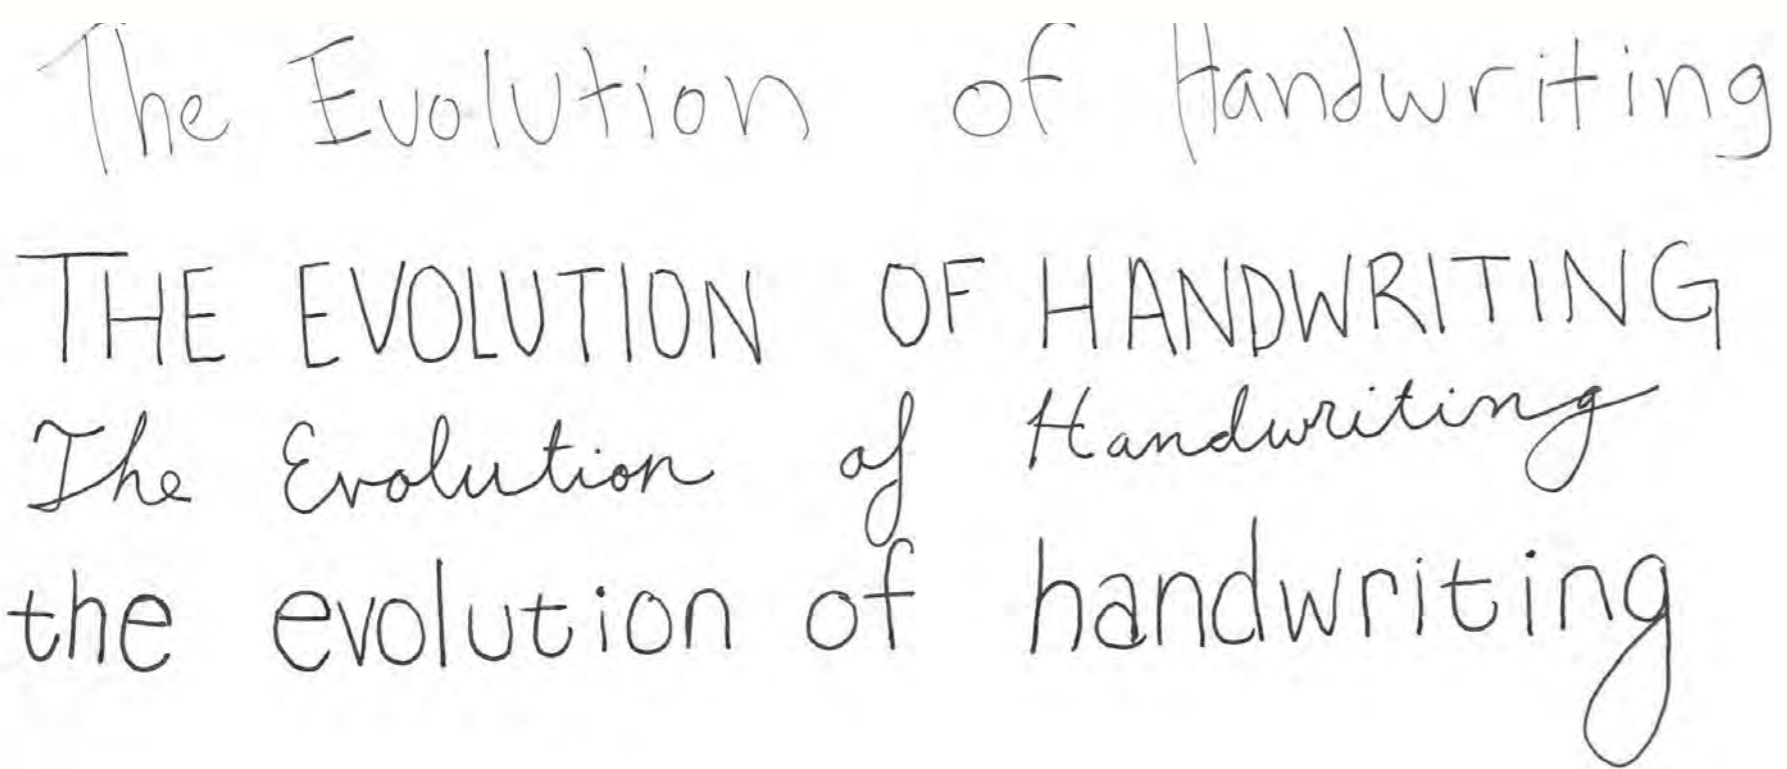 The Evolution of Handwriting
THE EVOLUTION OF HANDWRITING
The Evolution of Handwriting
the evolution of handwriting